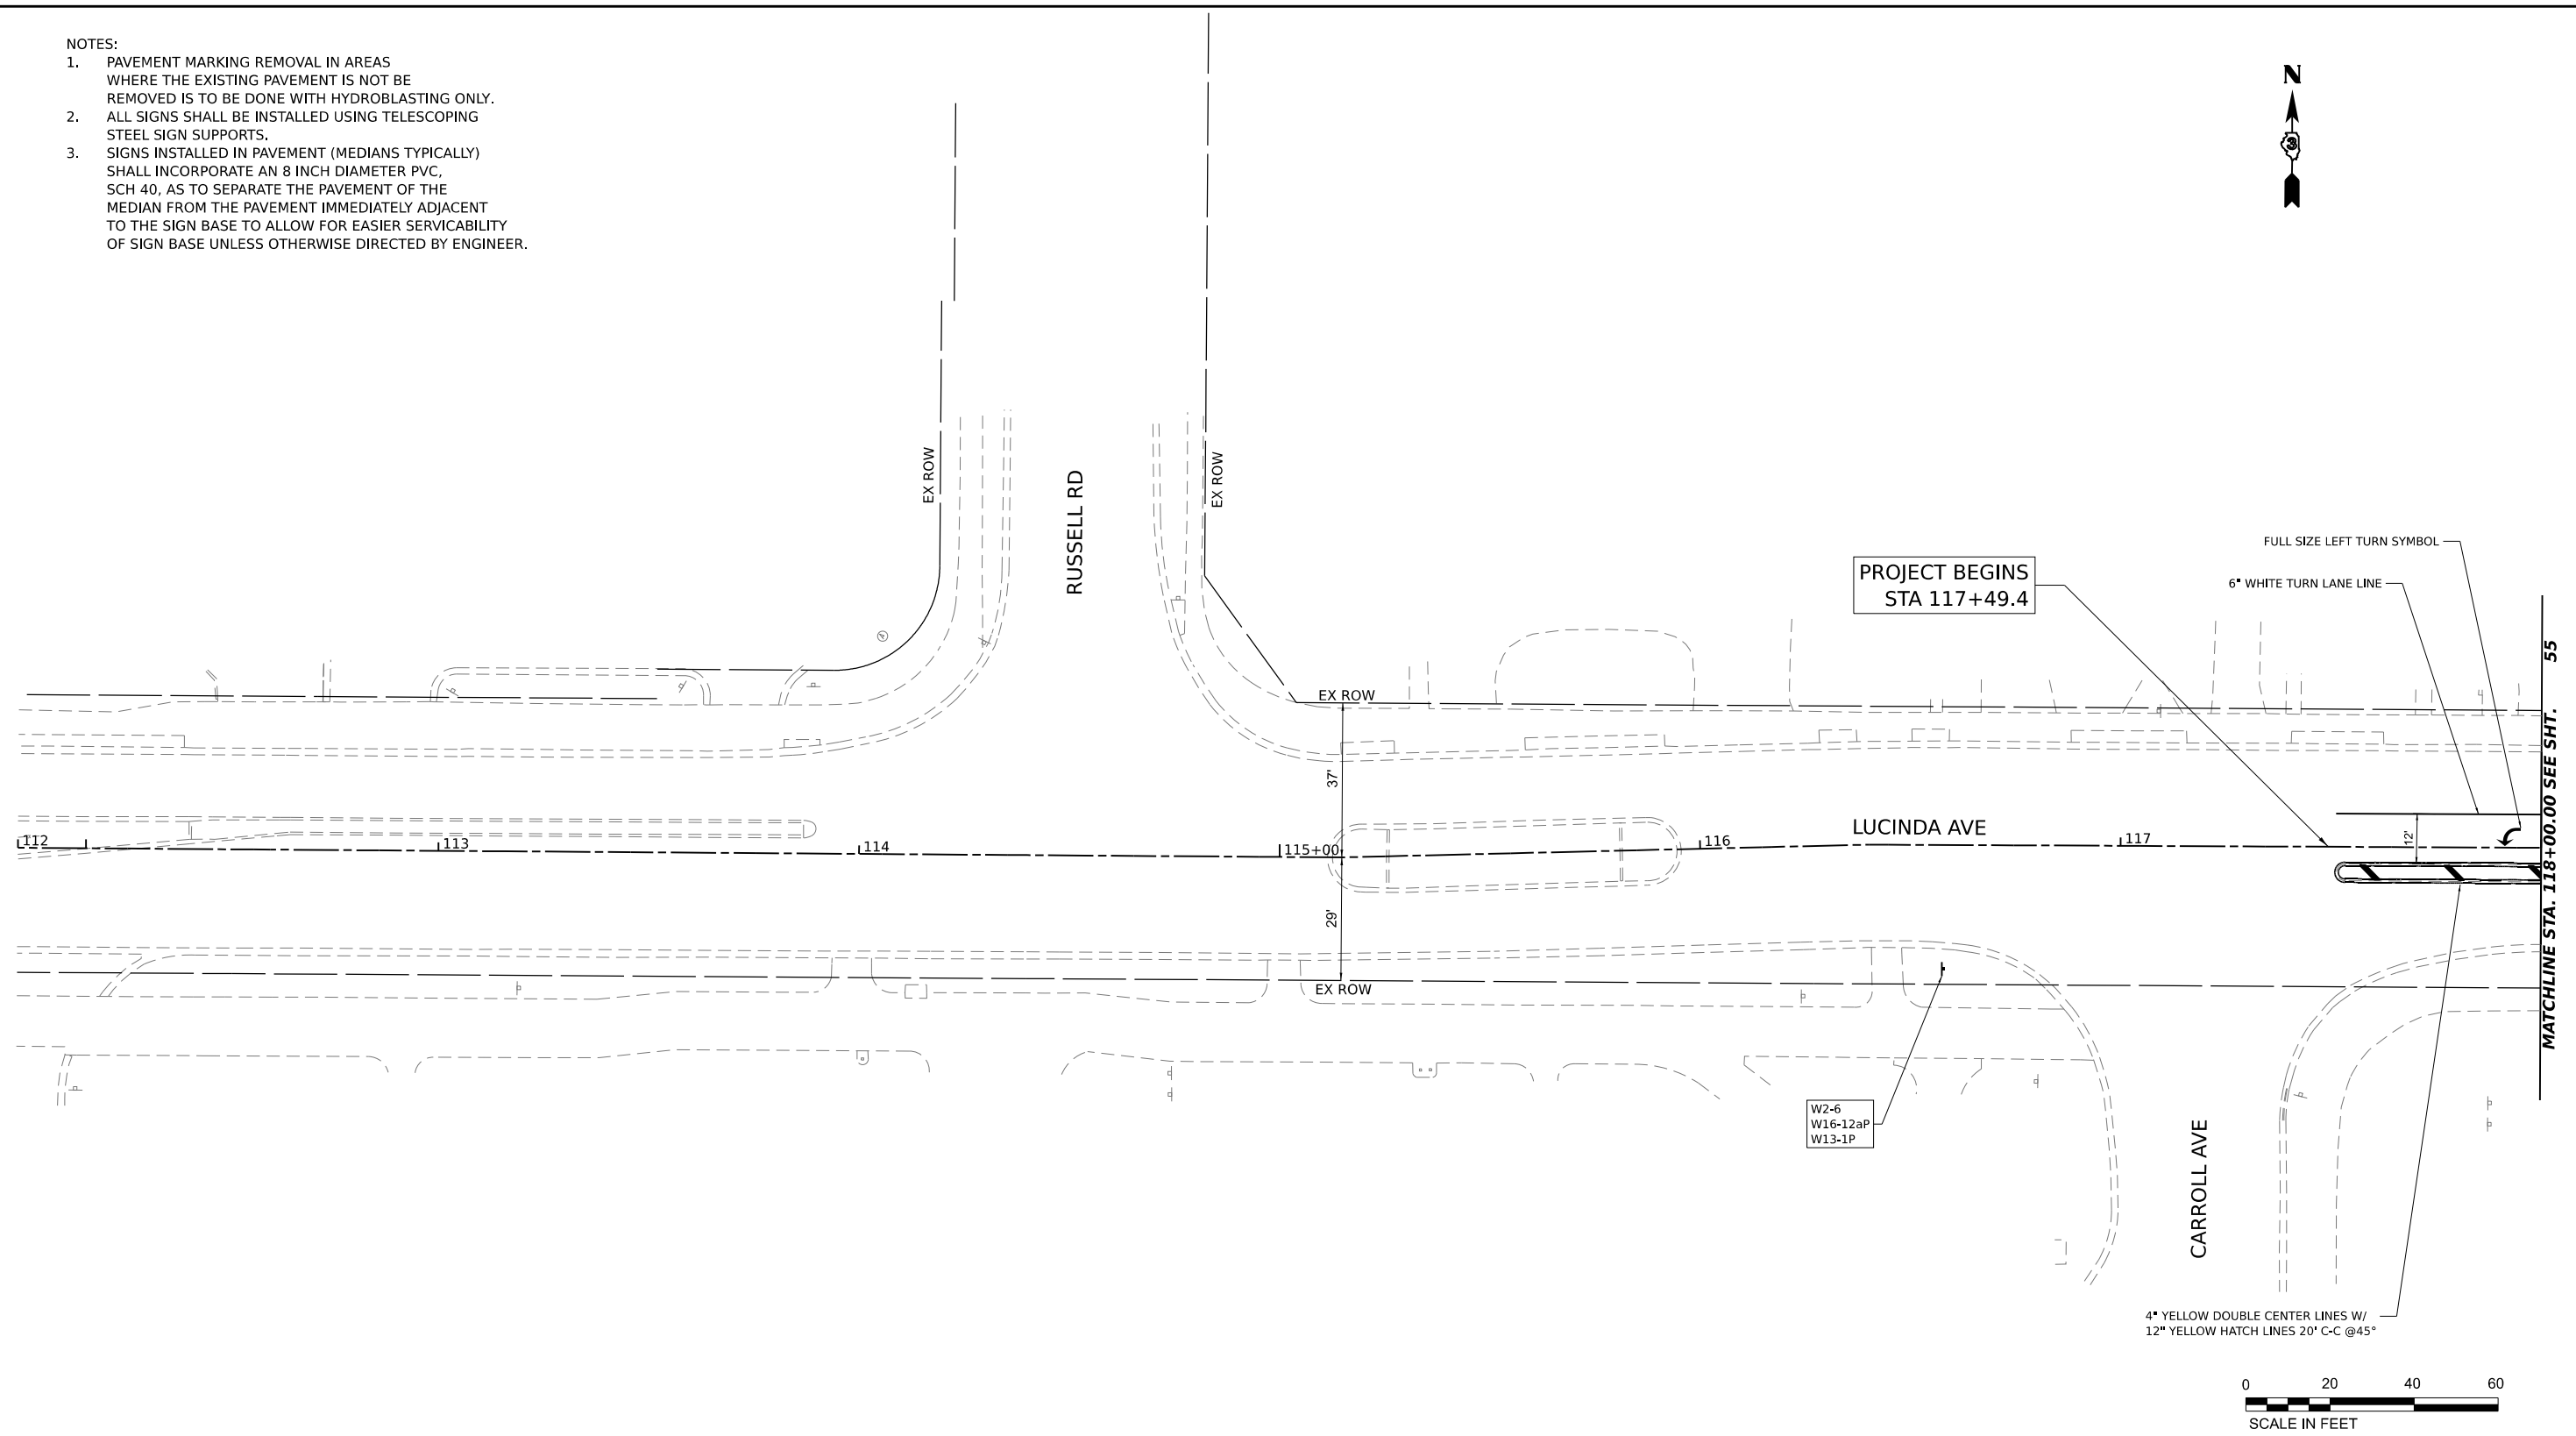 NOTES:
1. PAVEMENT MARKING REMOVAL IN AREAS
WHERE THE EXISTING PAVEMENT IS NOT BE
REMOVED IS TO BE DONE WITH HYDROBLASTING ONLY.
2. ALL SIGNS SHALL BE INSTALLED USING TELESCOPING
STEEL SIGN SUPPORTS.
3. SIGNS INSTALLED IN PAVEMENT (MEDIANS TYPICALLY)
SHALL INCORPORATE AN 8 INCH DIAMETER PVC,
SCH 40, AS TO SEPARATE THE PAVEMENT OF THE
MEDIAN FROM THE PAVEMENT IMMEDIATELY ADJACENT
TO THE SIGN BASE TO ALLOW FOR EASIER SERVICABILITY
OF SIGN BASE UNLESS OTHERWISE DIRECTED BY ENGINEER.
N
3
EX ROW
RUSSELL RD
EX ROW
FULL SIZE LEFT TURN SYMBOL
6" WHITE TURN LANE LINE
PROJECT BEGINS
STA 117+49.4
EX ROW
37'
LUCINDA AVE
112
113
114
115+00
116
117
12'
29'
EX ROW
MATCHLINE STA. 118+00.00 SEE SHT. 55
W2-6
W16-12aP
W13-1P
CARROLL AVE
4" YELLOW DOUBLE CENTER LINES W/
12" YELLOW HATCH LINES 20' C-C @45°
0 20 40 60
SCALE IN FEET